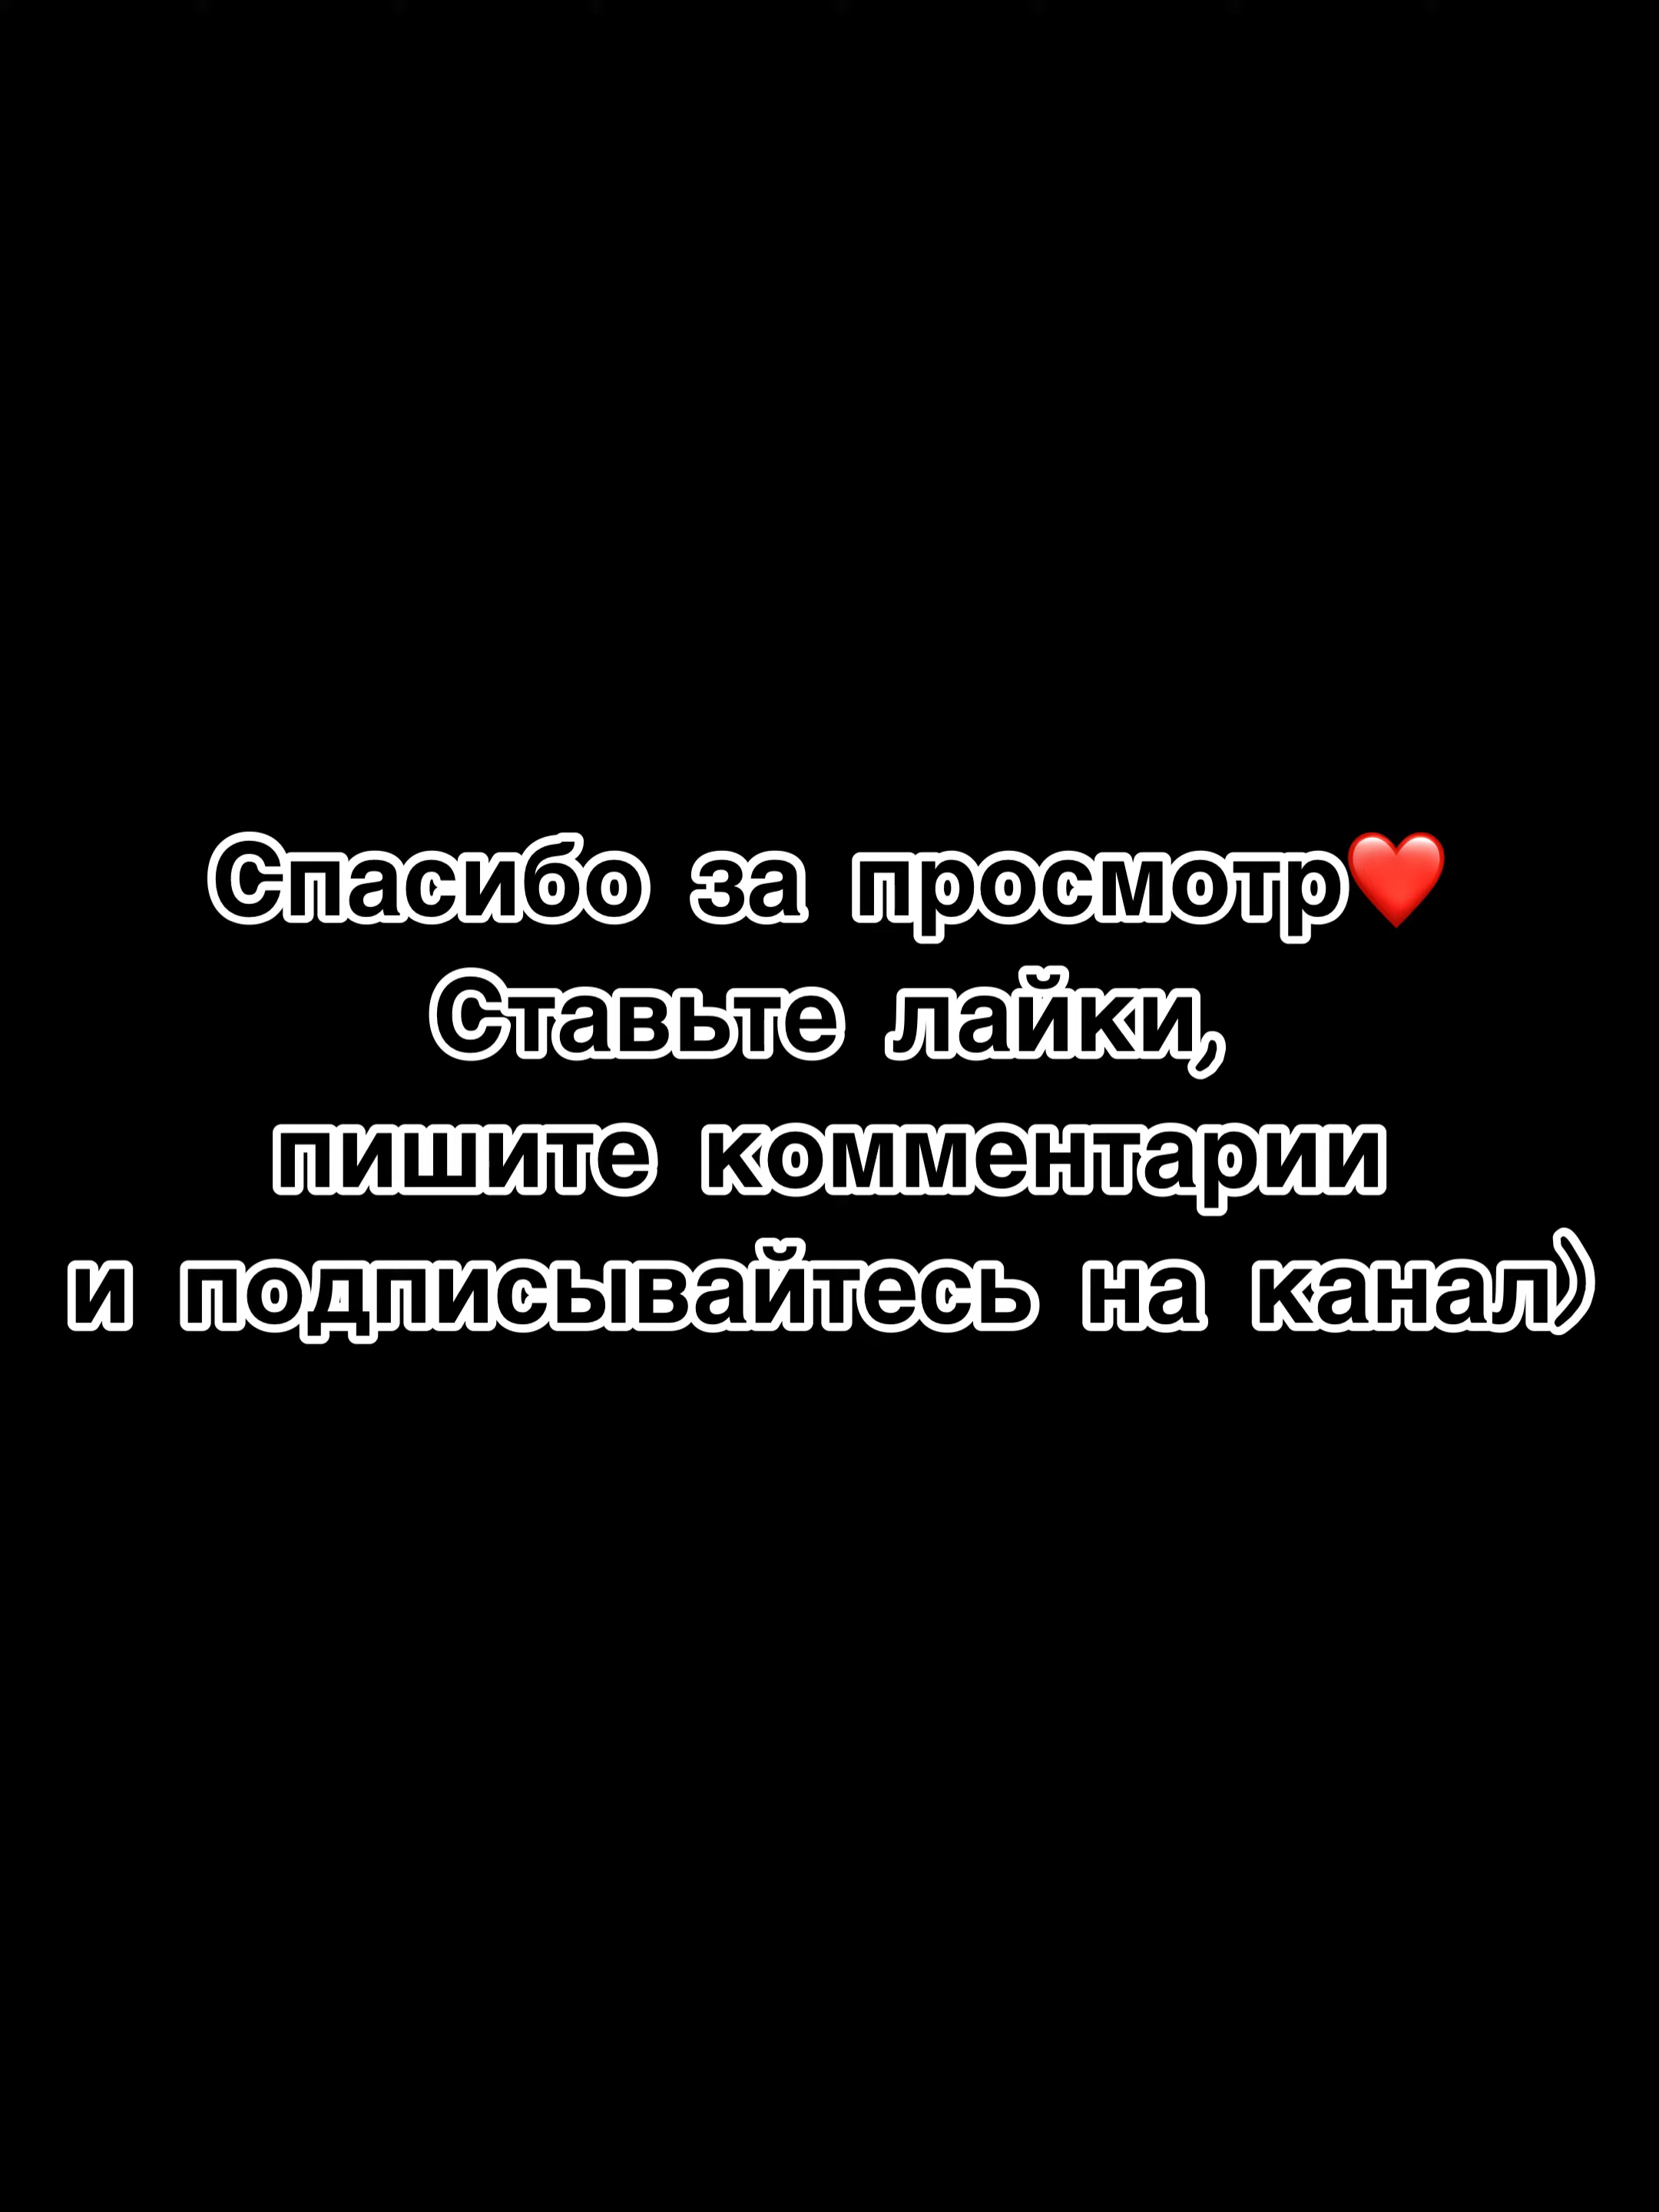 Спасибо за просмотр❤️
Ставьте лайки,
пишите комментарии
и подписывайтесь на канал)